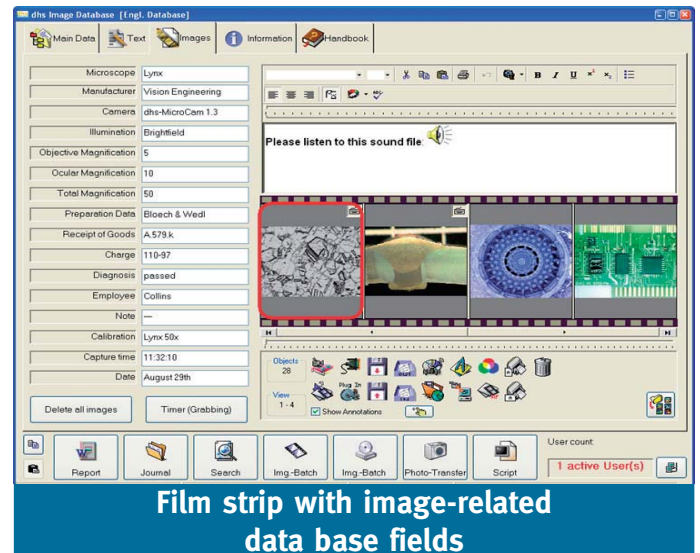 dhs Image Database [Engl. Database]
Main Data
Text
Images
Information
Handbook
Microscope Lynx
Manufacturer Vision Engineering
Camera dhs-MicroCam 1.3
Illumination Brightfield
Objective Magnification 5
Ocular Magnification 10
Total Magnification 50
Preparation Data Bloech & Wedl
Receipt of Goods A.579.k
Charge 110-97
Diagnosis passed
Employee Collins
Note —
Calibration Lynx 50x
Capture time 11:32:10
Date August 29th
Delete all images
Timer (Grabbing)
B I U x² x₂
Please listen to this sound file:
Objects
28
View
1 - 4
Plug In
Show Annotations
Report
Journal
Search
Img.-Batch
Img.-Batch
Photo-Transfer
Script
User count:
1 active User(s)
Film strip with image-related
data base fields